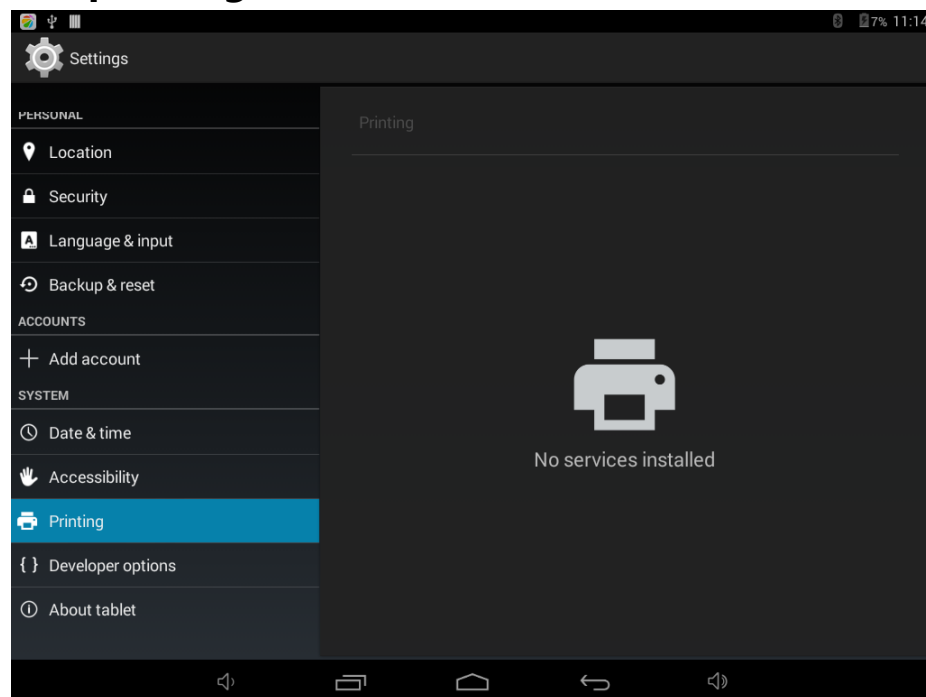 7% 11:14
Settings
PERSONAL
Printing
Location
Security
Language & input
Backup & reset
ACCOUNTS
Add account
SYSTEM
Date & time
No services installed
Accessibility
Printing
{ } Developer options
About tablet